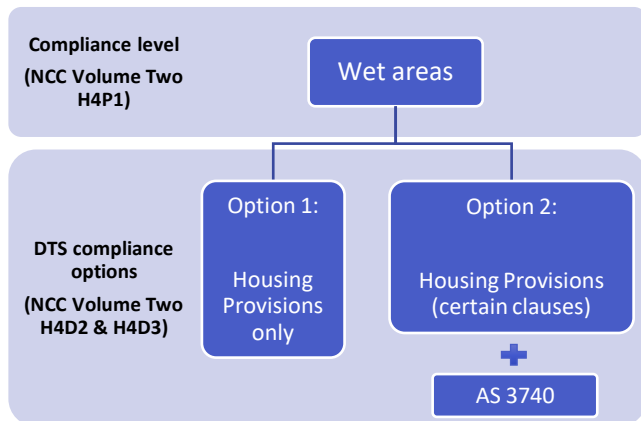 Compliance level
(NCC Volume Two
H4P1)
Wet areas
DTS compliance
options
(NCC Volume Two
H4D2 & H4D3)
Option 1:
Housing
Provisions
only
Option 2:
Housing Provisions
(certain clauses)
AS 3740